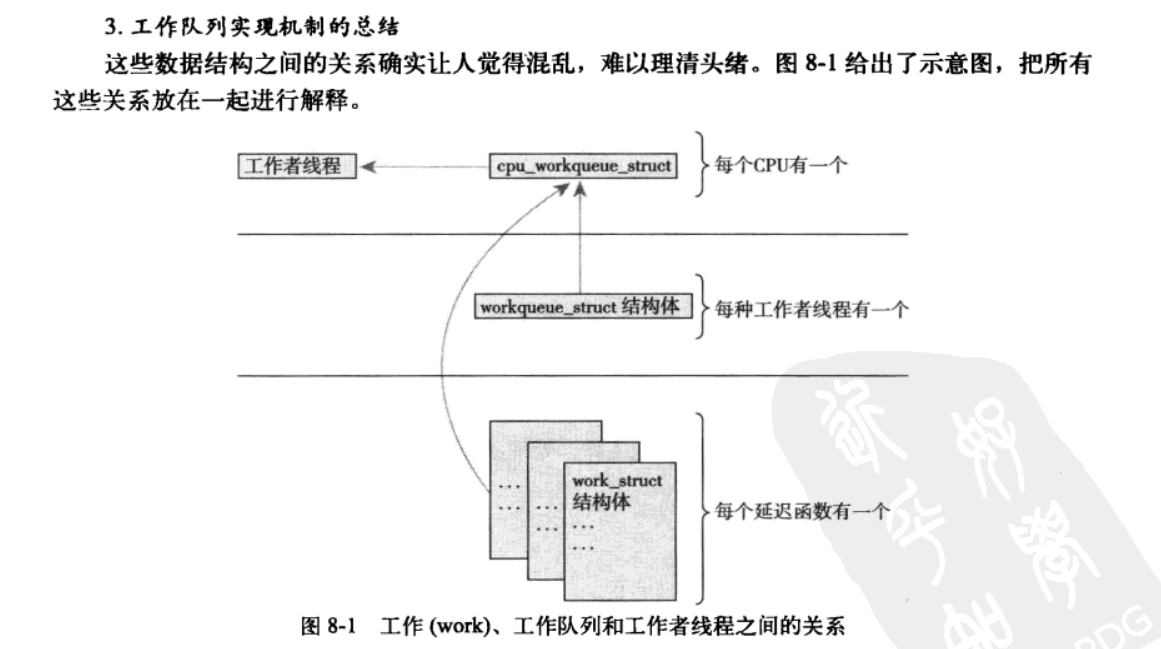 3. 工作队列实现机制的总结
这些数据结构之间的关系确实让人觉得混乱，难以理清头绪。图 8-1 给出了示意图，把所有
这些关系放在一起进行解释。
工作者线程
cpu_workqueue_struct
每个CPU有一个
workqueue_struct 结构体
每种工作者线程有一个
...
...
...
...
work_struct
结构体
...
...
每个延迟函数有一个
图 8-1 工作 (work)、工作队列和工作者线程之间的关系
PDG